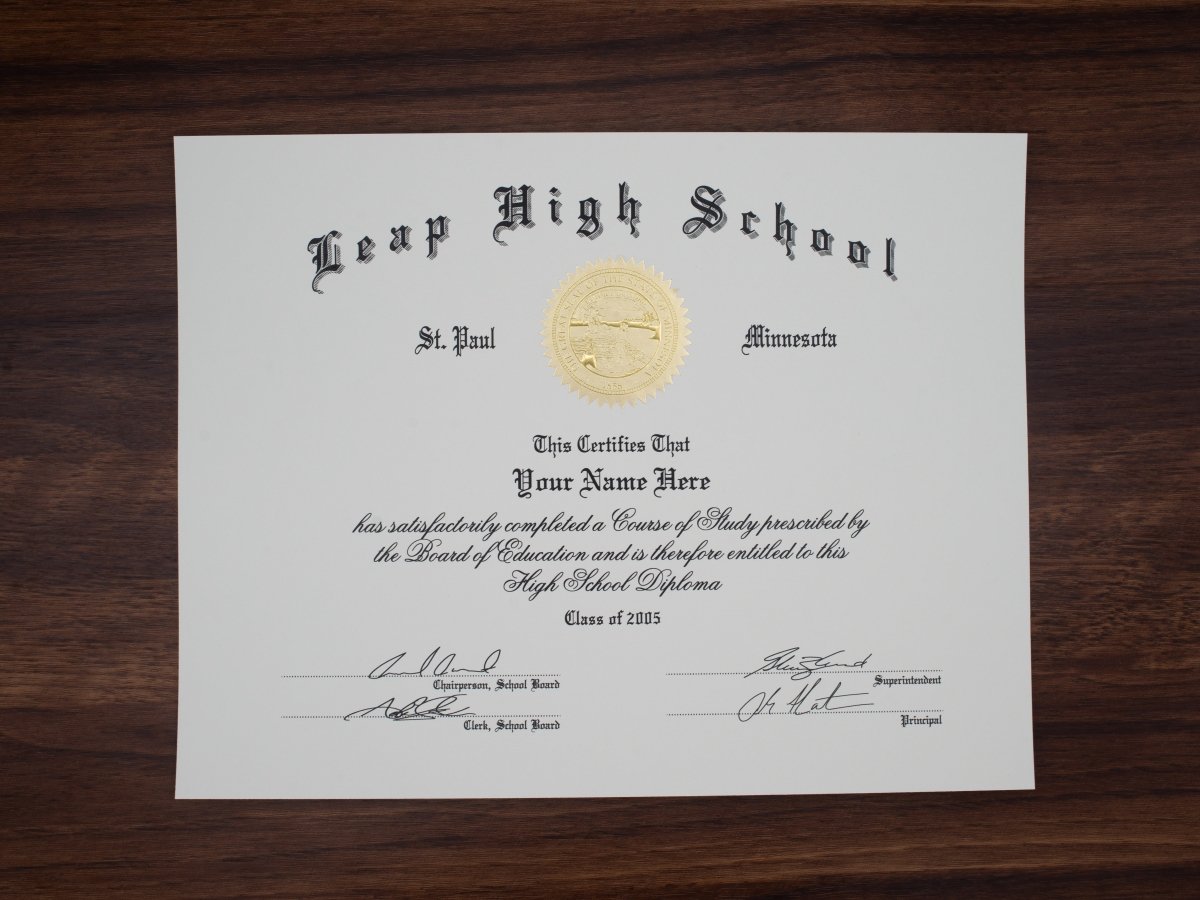 Leap High School
St. Paul
Minnesota
This Certifies That
Your Name Here
has satisfactorily completed a Course of Study prescribed by
the Board of Education and is therefore entitled to this
High School Diploma
Class of 2005
Chairperson, School Board
Superintendent
Clerk, School Board
Principal